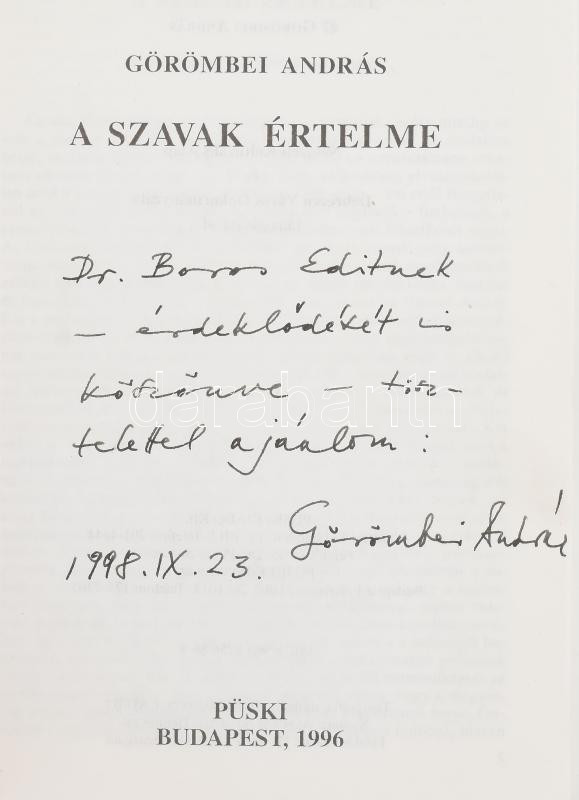 GÖRÖMBEI ANDRÁS
A SZAVAK ÉRTELME
Dr. Boros Editnek
– érdeklődését is
köszönve – tisz-
telettel ajánlom:
Görömbei András
1998. IX. 23.
darabanth
PÜSKI
BUDAPEST, 1996